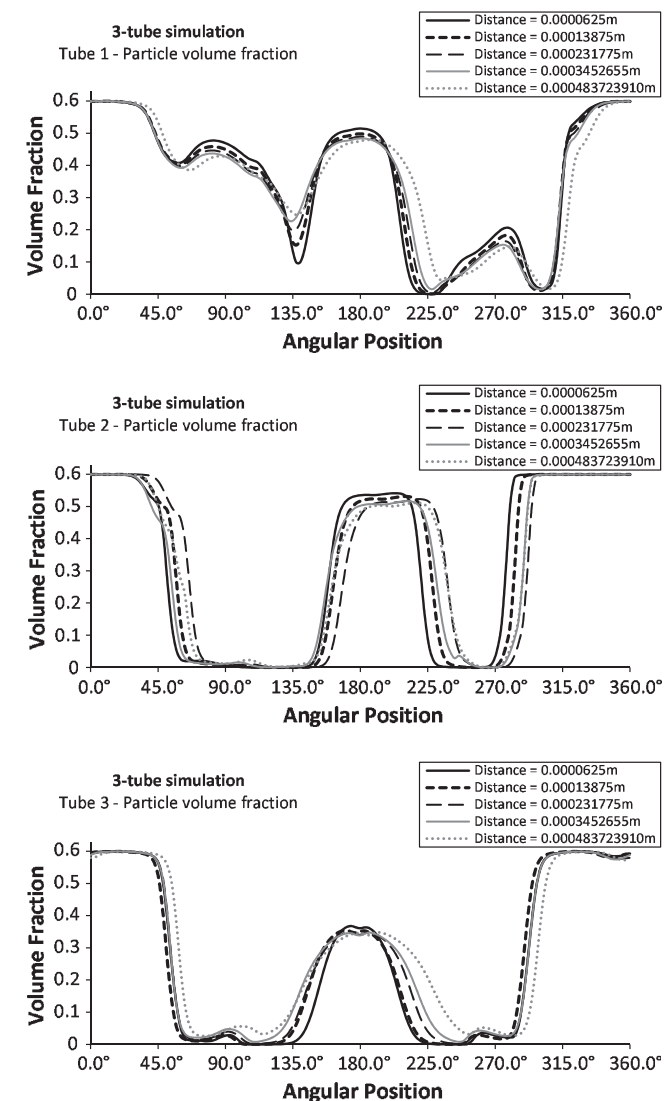 3-tube simulation
Tube 1 - Particle volume fraction
Distance = 0.0000625m
Distance = 0.00013875m
Distance = 0.000231775m
Distance = 0.0003452655m
Distance = 0.000483723910m
Volume Fraction
0.6
0.5
0.4
0.3
0.2
0.1
0
0.0° 45.0° 90.0° 135.0° 180.0° 225.0° 270.0° 315.0° 360.0°
Angular Position
3-tube simulation
Tube 2 - Particle volume fraction
Distance = 0.0000625m
Distance = 0.00013875m
Distance = 0.000231775m
Distance = 0.0003452655m
Distance = 0.000483723910m
Volume Fraction
0.6
0.5
0.4
0.3
0.2
0.1
0
0.0° 45.0° 90.0° 135.0° 180.0° 225.0° 270.0° 315.0° 360.0°
Angular Position
3-tube simulation
Tube 3 - Particle volume fraction
Distance = 0.0000625m
Distance = 0.00013875m
Distance = 0.000231775m
Distance = 0.0003452655m
Distance = 0.000483723910m
Volume Fraction
0.6
0.5
0.4
0.3
0.2
0.1
0
0.0° 45.0° 90.0° 135.0° 180.0° 225.0° 270.0° 315.0° 360.0°
Angular Position